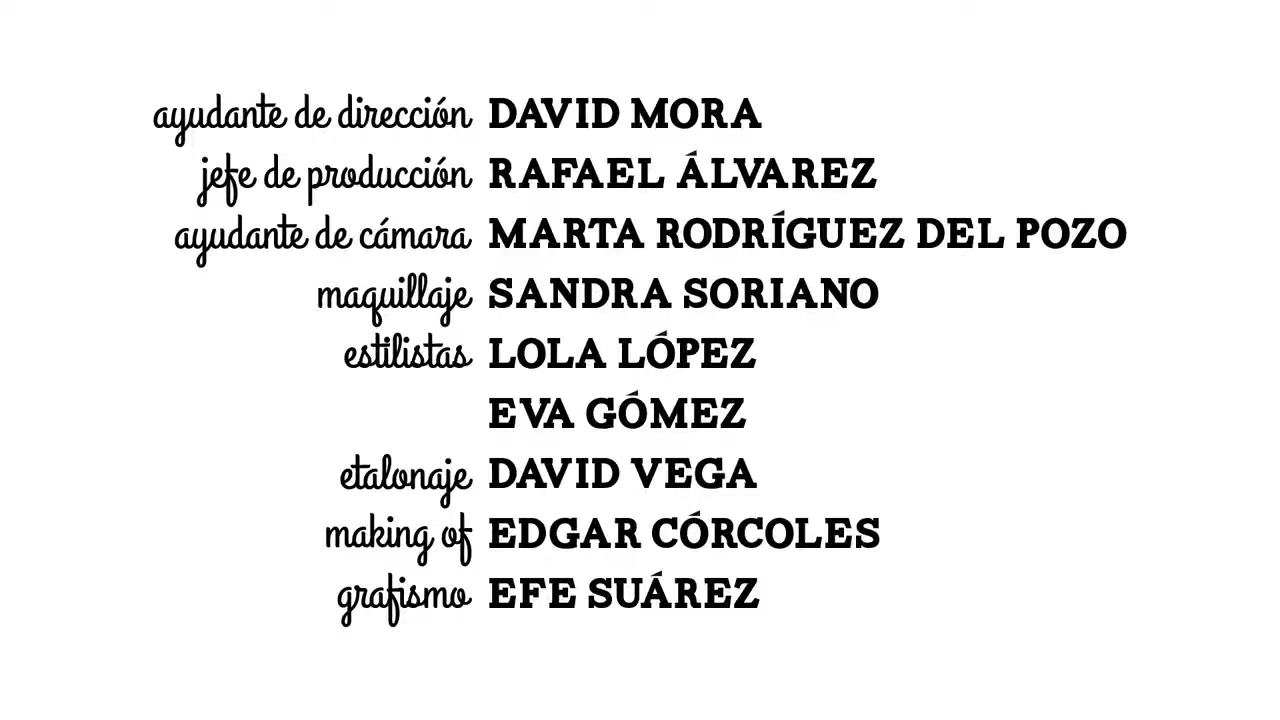 ayudante de dirección DAVID MORA
jefe de producción RAFAEL ÁLVAREZ
ayudante de cámara MARTA RODRÍGUEZ DEL POZO
maquillaje SANDRA SORIANO
estilistas LOLA LÓPEZ
EVA GÓMEZ
etalonaje DAVID VEGA
making of EDGAR CÓRCOLES
grafismo EFE SUÁREZ